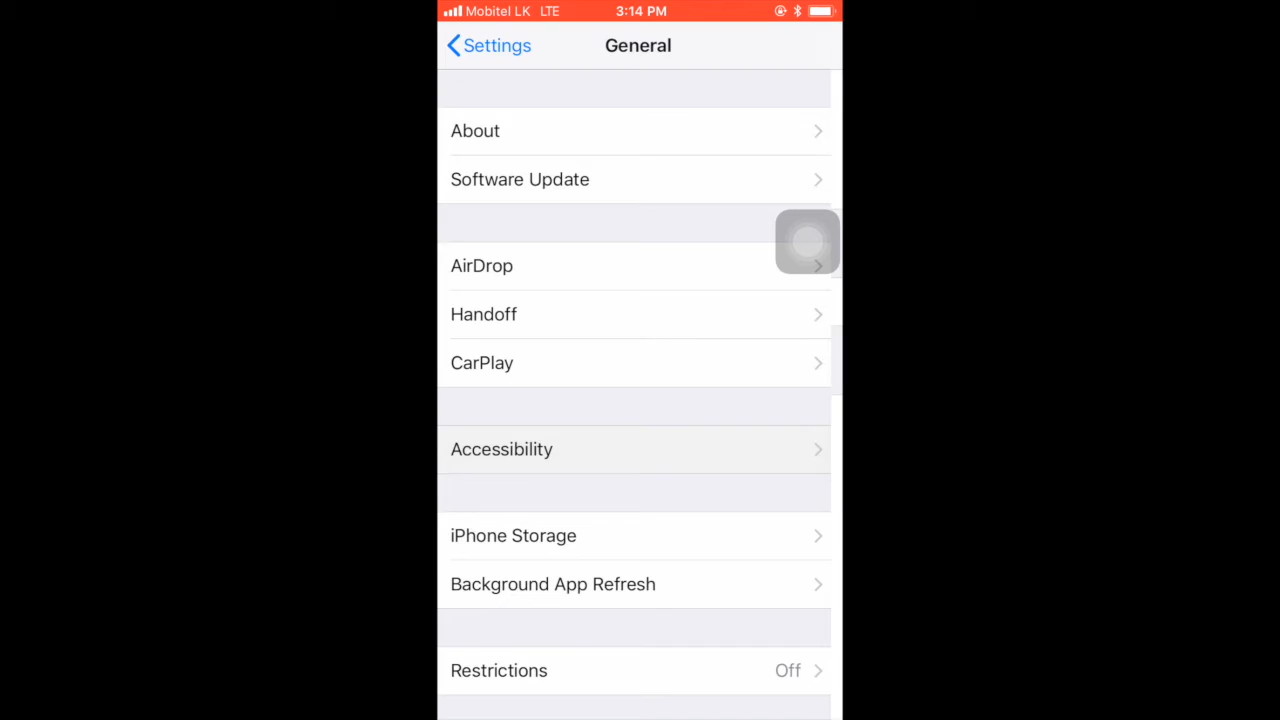 Mobitel LK LTE 3:14 PM
Settings General
About
Software Update
AirDrop
Handoff
CarPlay
Accessibility
iPhone Storage
Background App Refresh
Restrictions Off